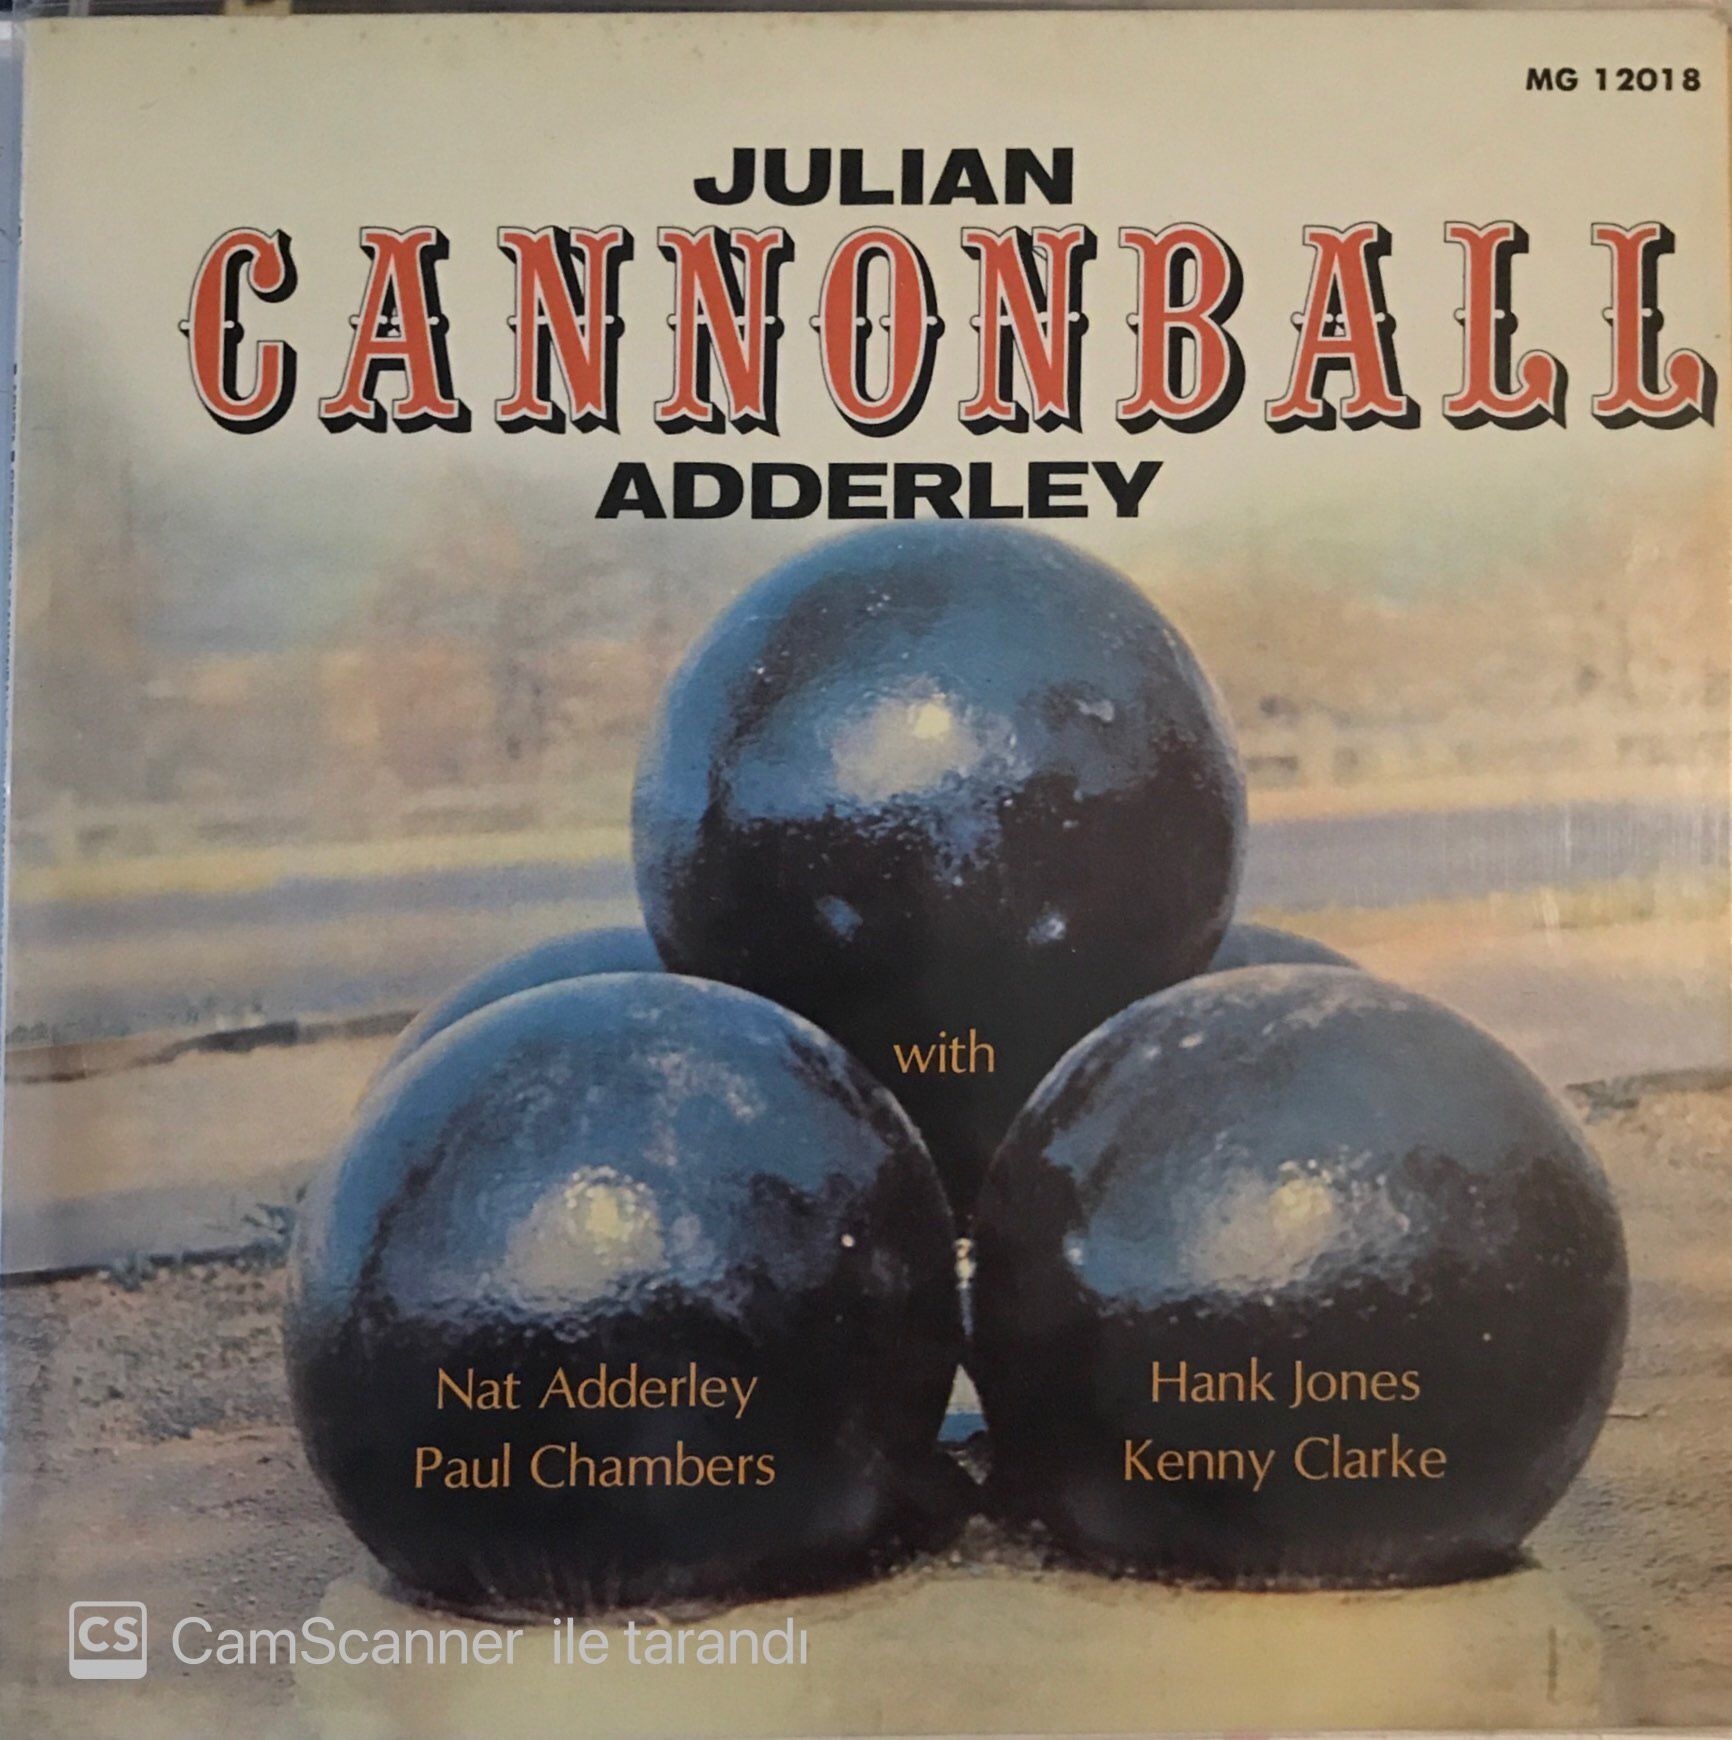 MG 12018
JULIAN
CANNONBALL
ADDERLEY
with
Nat Adderley
Paul Chambers
Hank Jones
Kenny Clarke
CS CamScanner ile tarandı